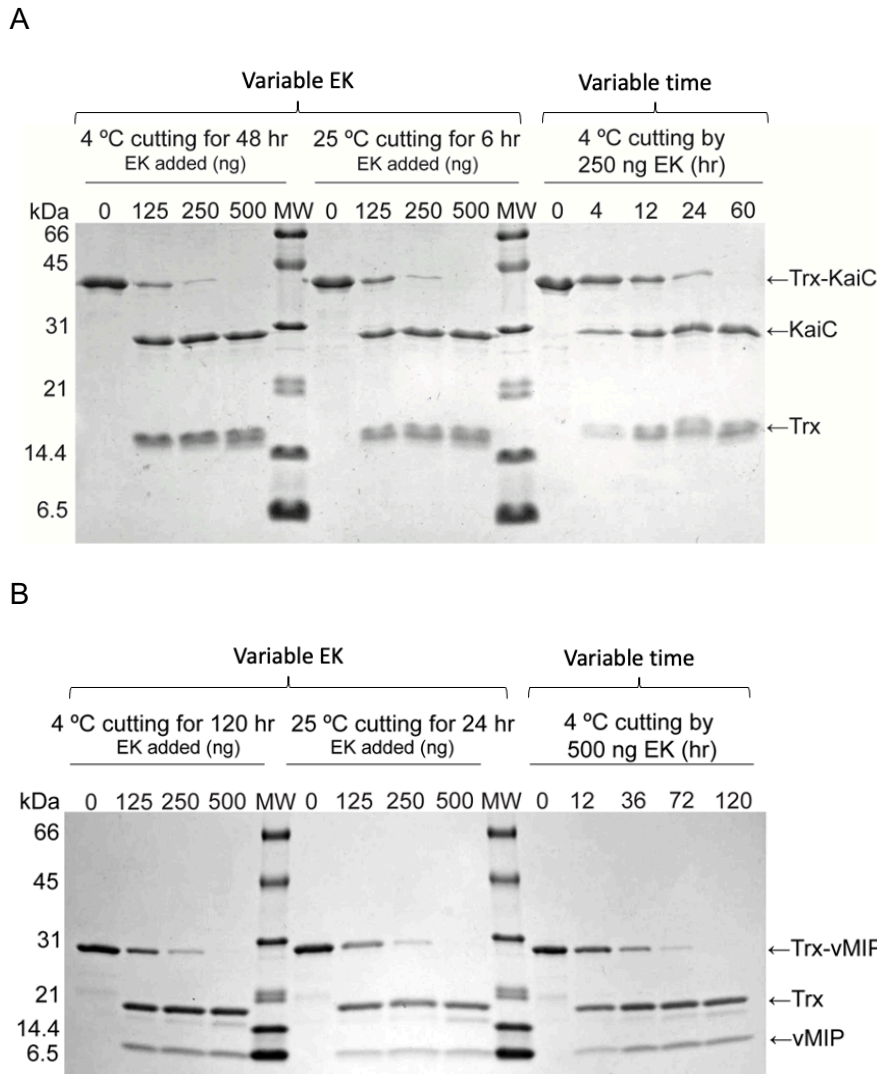 A
Variable EK Variable time
4 ºC cutting for 48 hr 25 ºC cutting for 6 hr 4 ºC cutting by
EK added (ng) EK added (ng) 250 ng EK (hr)
kDa 0 125 250 500 MW 0 125 250 500 MW 0 4 12 24 60
66
45
←Trx-KaiC
31 ←KaiC
21
←Trx
14.4
6.5
B
Variable EK Variable time
4 ºC cutting for 120 hr 25 ºC cutting for 24 hr 4 ºC cutting by
EK added (ng) EK added (ng) 500 ng EK (hr)
kDa 0 125 250 500 MW 0 125 250 500 MW 0 12 36 72 120
66
45
31 ←Trx-vMIP
21 ←Trx
14.4 ←vMIP
6.5